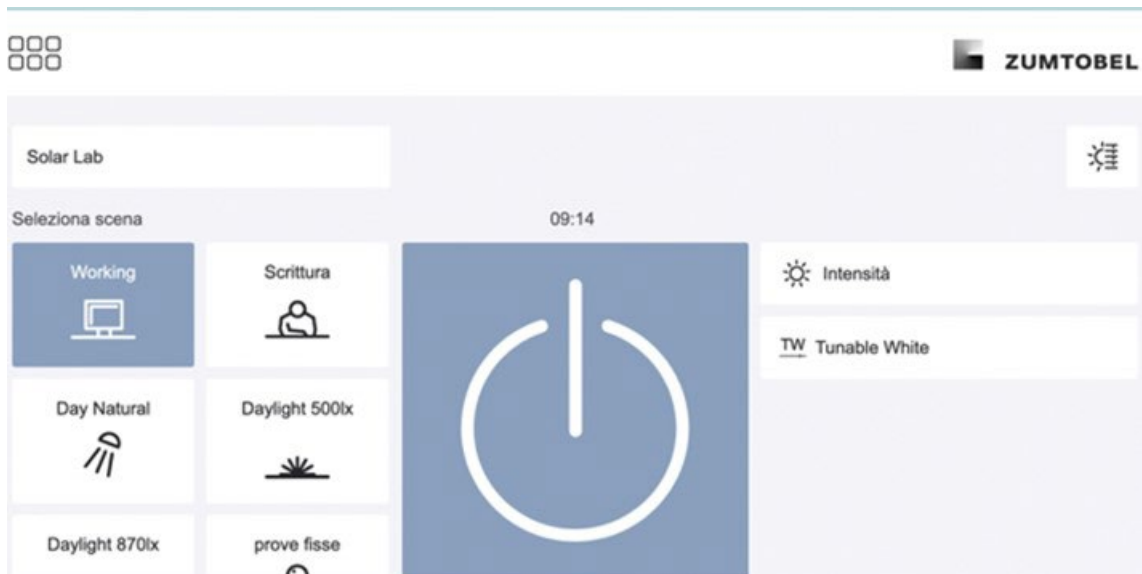 ZUMTOBEL
Solar Lab
Seleziona scena
09:14
Working
Scrittura
Intensità
TW Tunable White
Day Natural
Daylight 500lx
Daylight 870lx
prove fisse